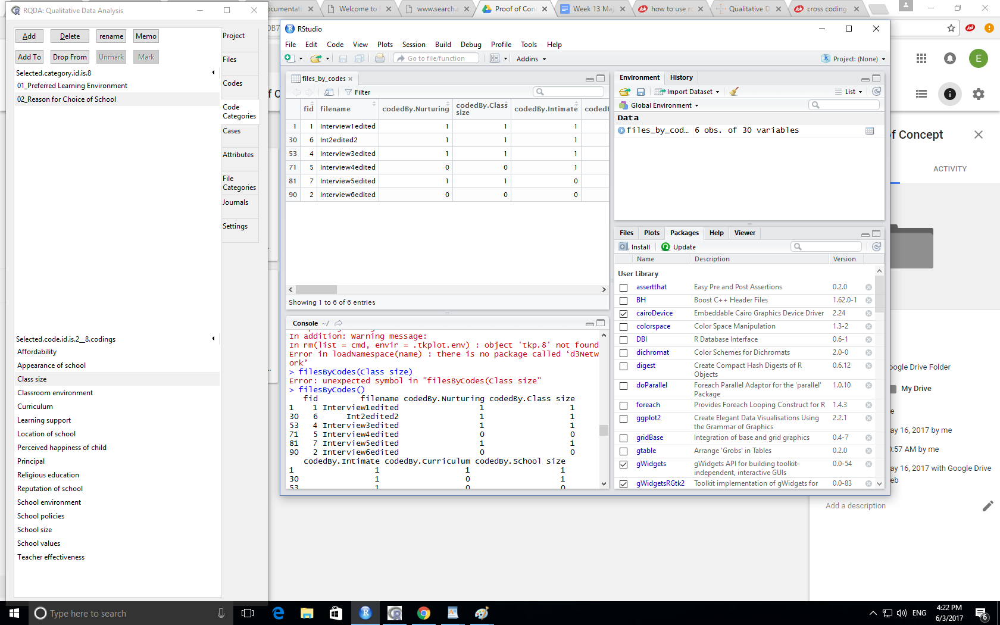 RQDA: Qualitative Data Analysis
Add Delete rename Memo
Add To Drop From Unmark Mark
Selected.category.id.is.8
01_Preferred Learning Environment
02_Reason for Choice of School
Selected.code.id.is.2__8.codings
Affordability
Appearance of school
Class size
Classroom environment
Curriculum
Learning support
Location of school
Perceived happiness of child
Principal
Religious education
Reputation of school
School environment
School policies
School size
School values
Teacher effectiveness
Project
Files
Codes
Code
Categories
Cases
Attributes
File
Categories
Journals
Settings
ocumentati Welcome to www.search.a Proof of Conc Week 13 Maj how to use r Qualitative D cross coding
0B7
RStudio
File Edit Code View Plots Session Build Debug Profile Tools Help
Go to file/function Addins Project: (None)
files_by_codes
Filter
fid filename codedBy.Nurturing codedBy.Class size codedBy.Intimate codedB
1 1 Interview1edited 1 1 1
30 6 Int2edited2 1 1 1
53 4 Interview3edited 1 1 1
71 5 Interview4edited 0 0 1
81 7 Interview5edited 1 1 0
90 2 Interview6edited 0 0 0
Showing 1 to 6 of 6 entries
Console ~/
In addition: Warning message:
In rm(list = cmd, envir = .tkplot.env) : object 'tkp.8' not found
Error in loadNamespace(name) : there is no package called ‘d3Netw
ork’
> filesByCodes(Class size)
Error: unexpected symbol in "filesByCodes(Class size"
> filesByCodes()
fid filename codedBy.Nurturing codedBy.Class size
1 1 Interview1edited 1 1
30 6 Int2edited2 1 1
53 4 Interview3edited 1 1
71 5 Interview4edited 0 0
81 7 Interview5edited 1 1
90 2 Interview6edited 0 0
codedBy.Intimate codedBy.Curriculum codedBy.School size
1 1 1 1
30 1 0 1
53 1 0 0
Environment History
Import Dataset List
Global Environment
Data
files_by_cod… 6 obs. of 30 variables
Files Plots Packages Help Viewer
Install Update
Name Description Version
User Library
assertthat Easy Pre and Post Assertions 0.2.0
BH Boost C++ Header Files 1.62.0-1
cairoDevice Embeddable Cairo Graphics Device Driver 2.24
colorspace Color Space Manipulation 1.3-2
DBI R Database Interface 0.6-1
dichromat Color Schemes for Dichromats 2.0-0
digest Create Compact Hash Digests of R 0.6.12
Objects
doParallel Foreach Parallel Adaptor for the 'parallel' 1.0.10
Package
foreach Provides Foreach Looping Construct for R 1.4.3
ggplot2 Create Elegant Data Visualisations Using 2.2.1
the Grammar of Graphics
gridBase Integration of base and grid graphics 0.4-7
gtable Arrange 'Grobs' in Tables 0.2.0
gWidgets gWidgets API for building toolkit- 0.0-54
independent, interactive GUIs
gWidgetsRGtk2 Toolkit implementation of gWidgets for 0.0-83
E
of Concept
ACTIVITY
oogle Drive Folder
My Drive
e
ay 16, 2017 by me
0:57 AM by me
ay 16, 2017 with Google Drive
eb
Add a description
Type here to search
ENG
4:22 PM
6/3/2017
6